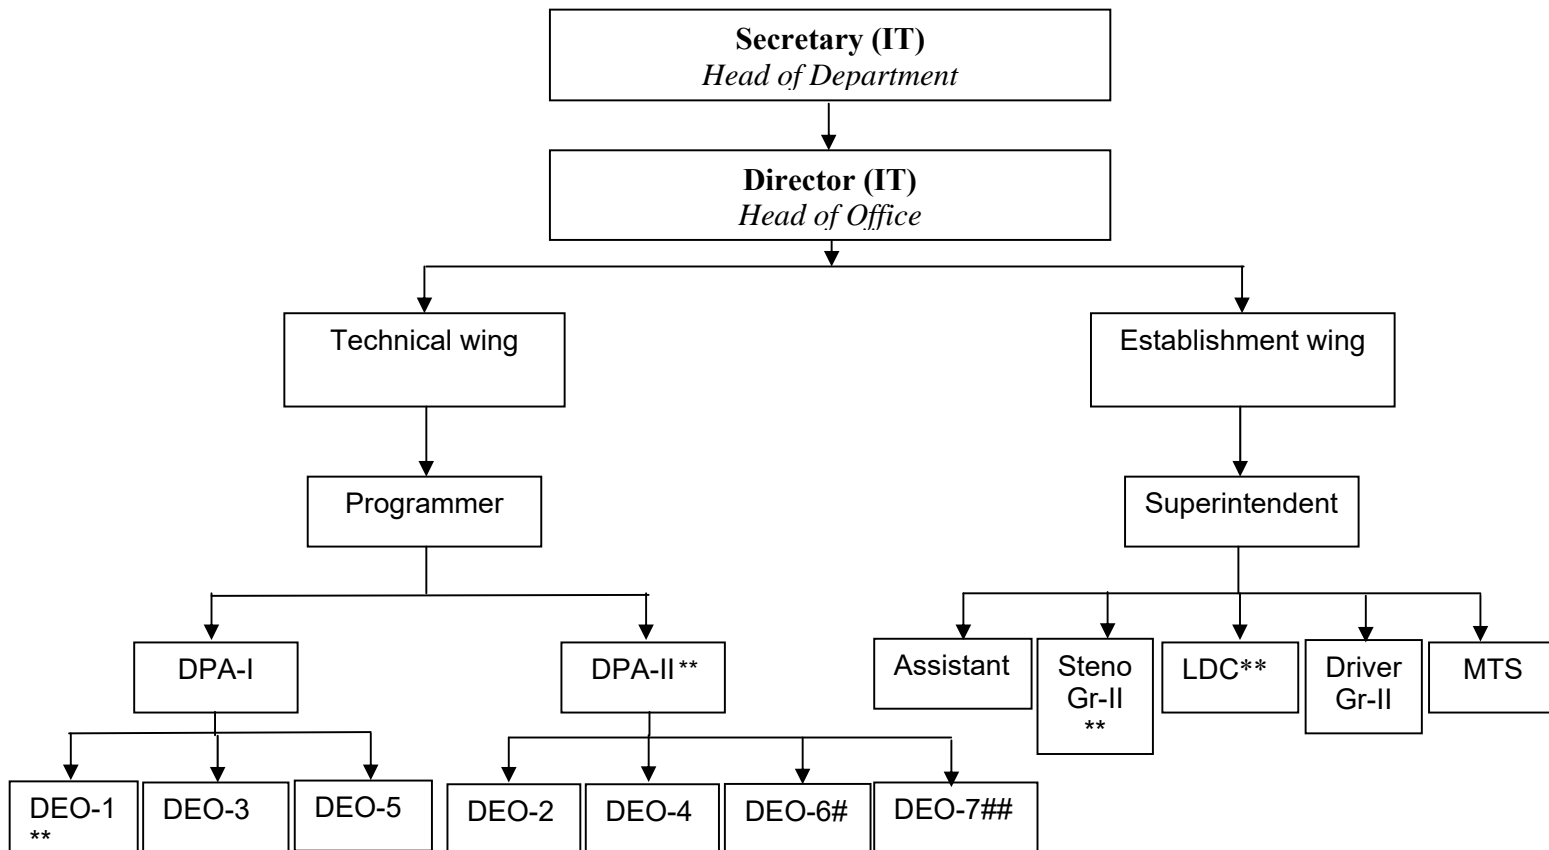 Secretary (IT)
Head of Department
Director (IT)
Head of Office
Technical wing
Establishment wing
Programmer
Superintendent
DPA-I
DPA-II**
Assistant
Steno
Gr-II
**
LDC**
Driver
Gr-II
MTS
DEO-1
**
DEO-3
DEO-5
DEO-2
DEO-4
DEO-6#
DEO-7##